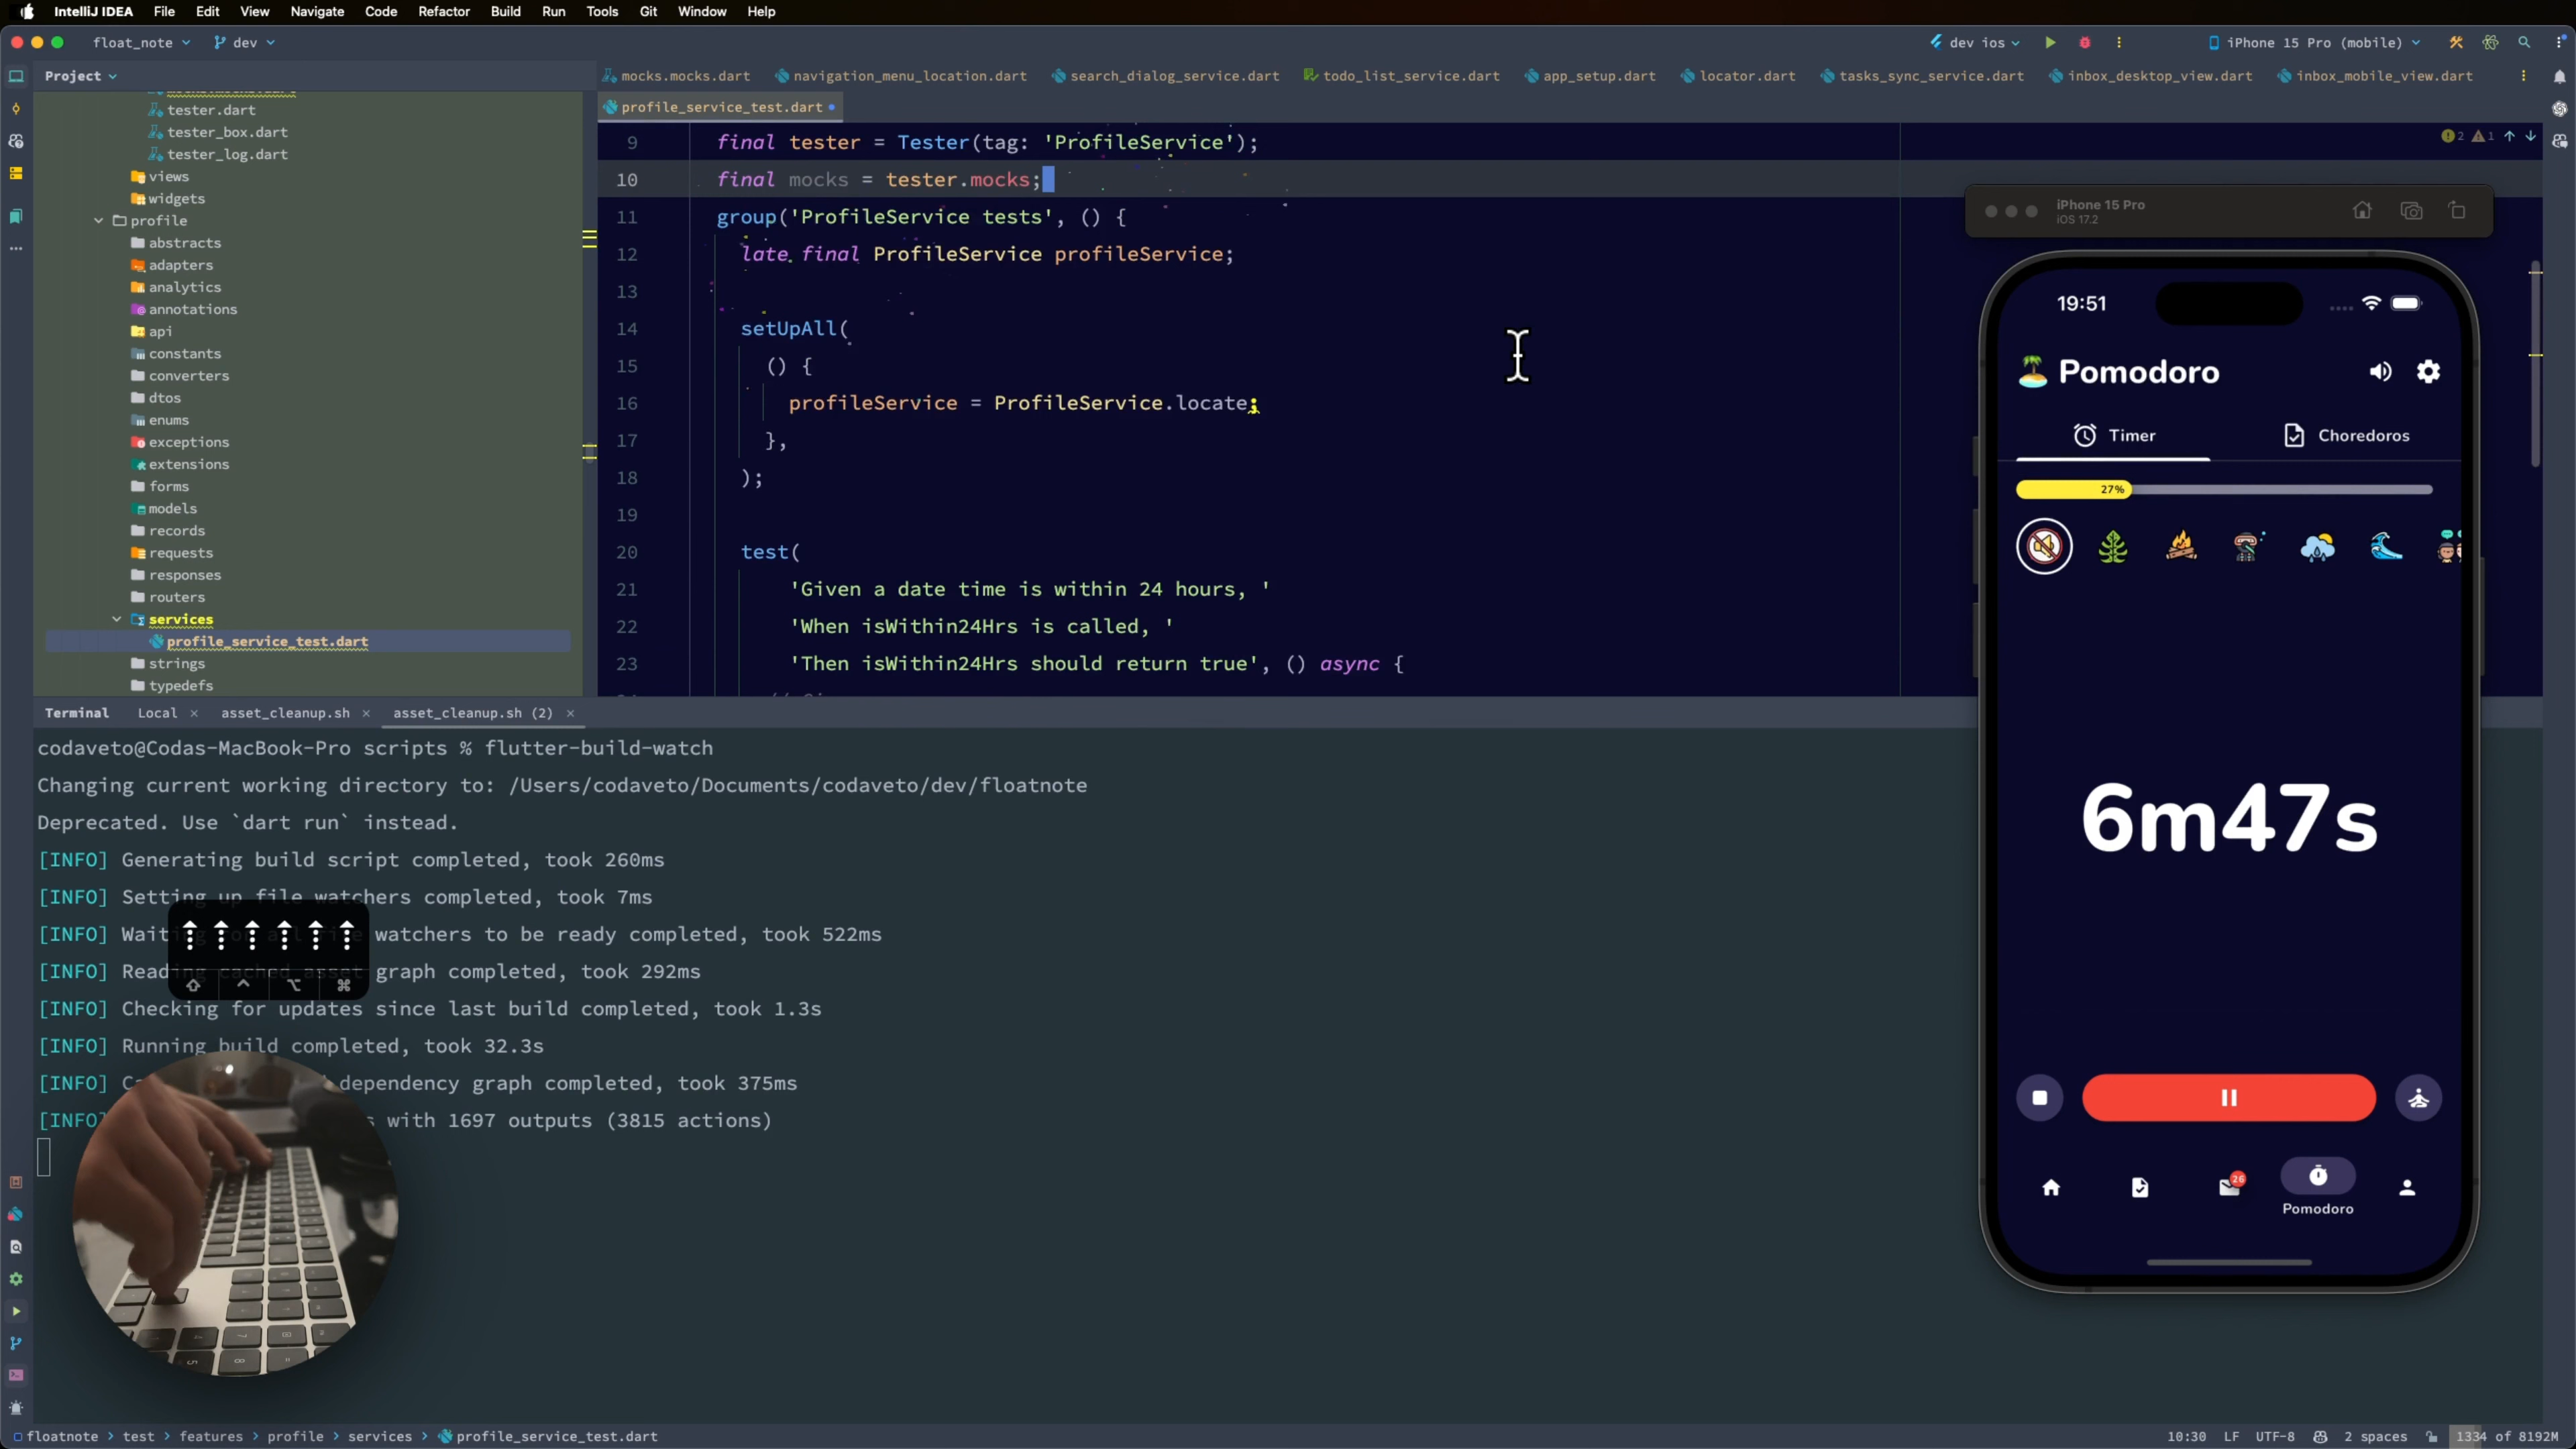 IntelliJ IDEA File Edit View Navigate Code Refactor Build Run Tools Git Window Help
float_note dev dev ios iPhone 15 Pro (mobile)
Project
mocks.mocks.dart navigation_menu_location.dart search_dialog_service.dart todo_list_service.dart app_setup.dart locator.dart tasks_sync_service.dart inbox_desktop_view.dart inbox_mobile_view.dart
profile_service_test.dart
tester.dart
tester_box.dart
tester_log.dart
views
widgets
profile
abstracts
adapters
analytics
annotations
api
constants
converters
dtos
enums
exceptions
extensions
forms
models
records
requests
responses
routers
services
profile_service_test.dart
strings
typedefs
2 1
9 final tester = Tester(tag: 'ProfileService');
10 final mocks = tester.mocks;
11 group('ProfileService tests', () {
12 late final ProfileService profileService;
13
14 setUpAll(
15 () {
16 profileService = ProfileService.locate;
17 },
18 );
19
20 test(
21 'Given a date time is within 24 hours, '
22 'When isWithin24Hrs is called, '
23 'Then isWithin24Hrs should return true', () async {
Terminal Local × asset_cleanup.sh × asset_cleanup.sh (2) ×
codaveto@Codas-MacBook-Pro scripts % flutter-build-watch
Changing current working directory to: /Users/codaveto/Documents/codaveto/dev/floatnote
Deprecated. Use `dart run` instead.
[INFO] Generating build script completed, took 260ms
[INFO] Setting up file watchers completed, took 7ms
[INFO] watchers to be ready completed, took 522ms
[INFO] Reading cached asset graph completed, took 292ms
[INFO] Checking for updates since last build completed, took 1.3s
[INFO] Running build completed, took 32.3s
[INFO] dependency graph completed, took 375ms
[INFO] with 1697 outputs (3815 actions)
iPhone 15 Pro
iOS 17.2
19:51
Pomodoro
Timer Choredoros
27%
6m47s
26
Pomodoro
floatnote > test > features > profile > services > profile_service_test.dart
10:30 LF UTF-8 2 spaces 1334 of 8192M